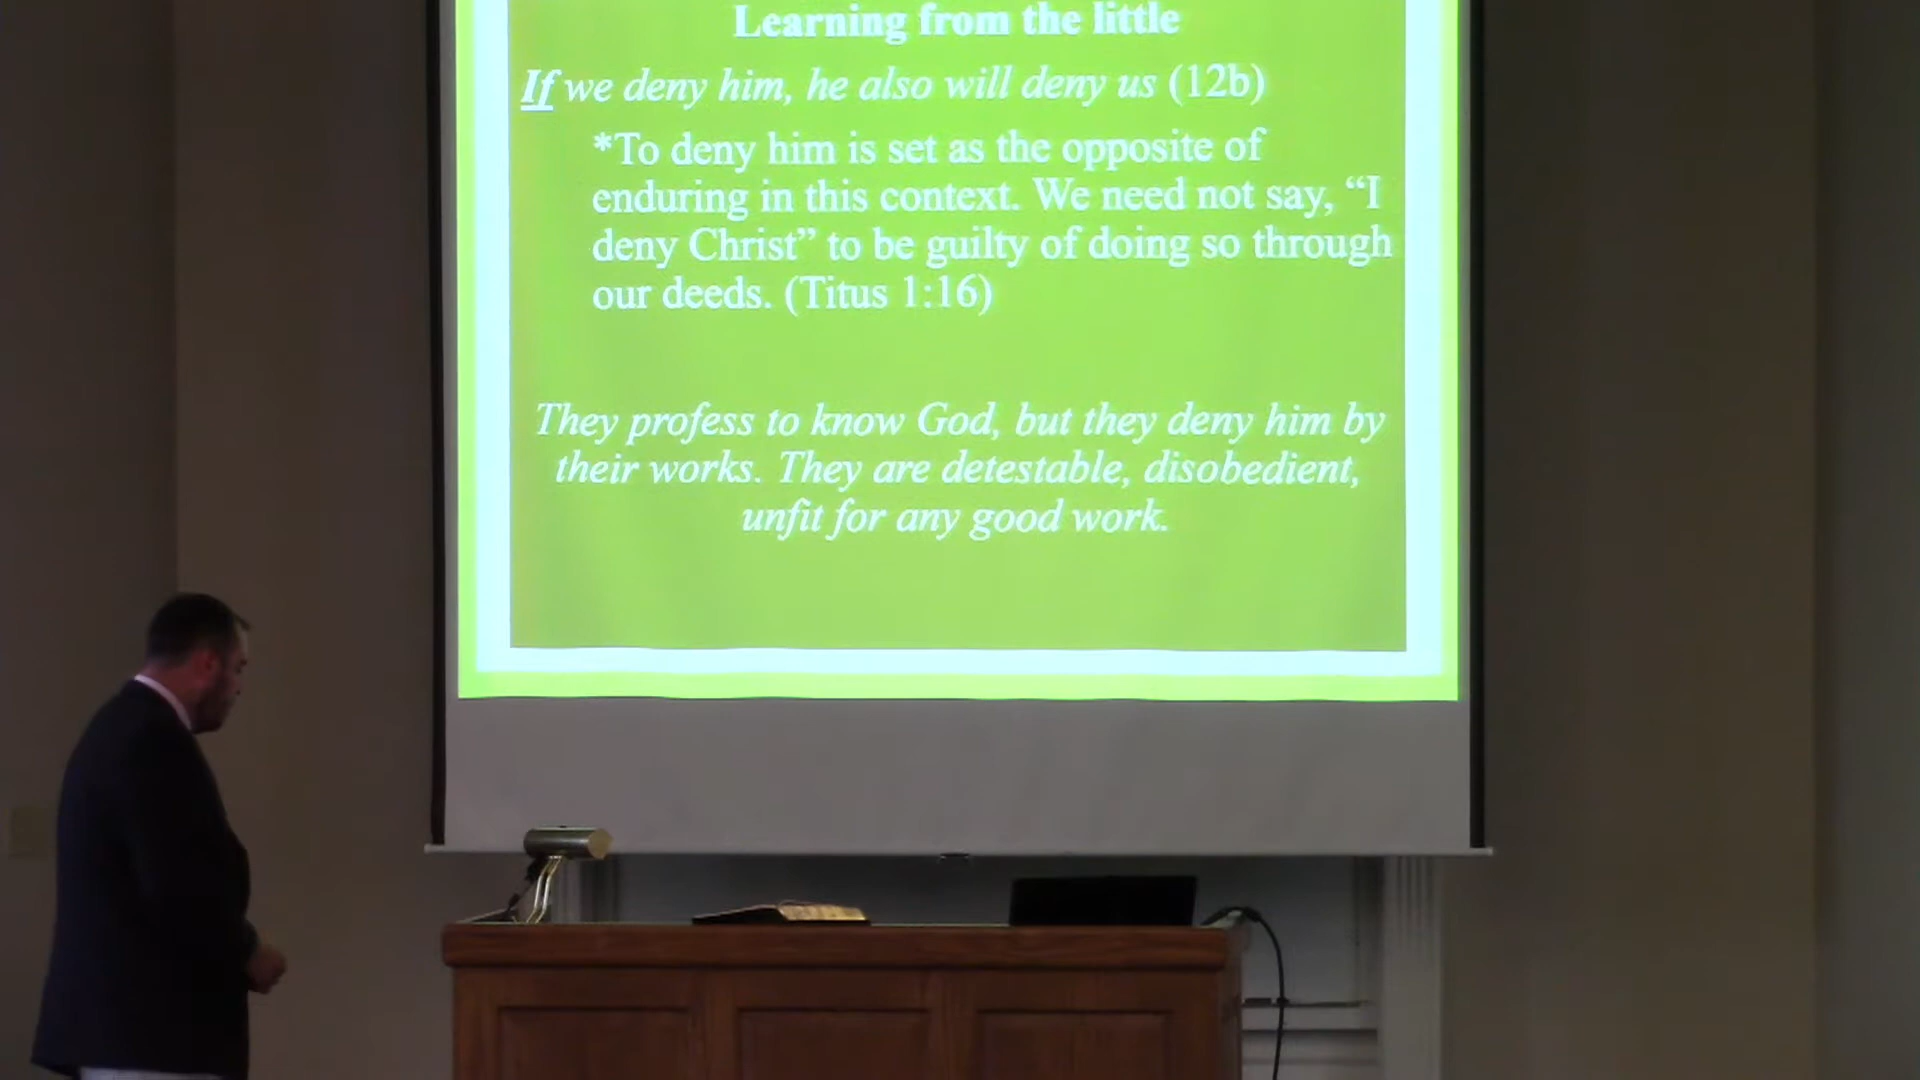 Learning from the little
If we deny him, he also will deny us (12b)
*To deny him is set as the opposite of
enduring in this context. We need not say, “I
deny Christ” to be guilty of doing so through
our deeds. (Titus 1:16)
They profess to know God, but they deny him by
their works. They are detestable, disobedient,
unfit for any good work.